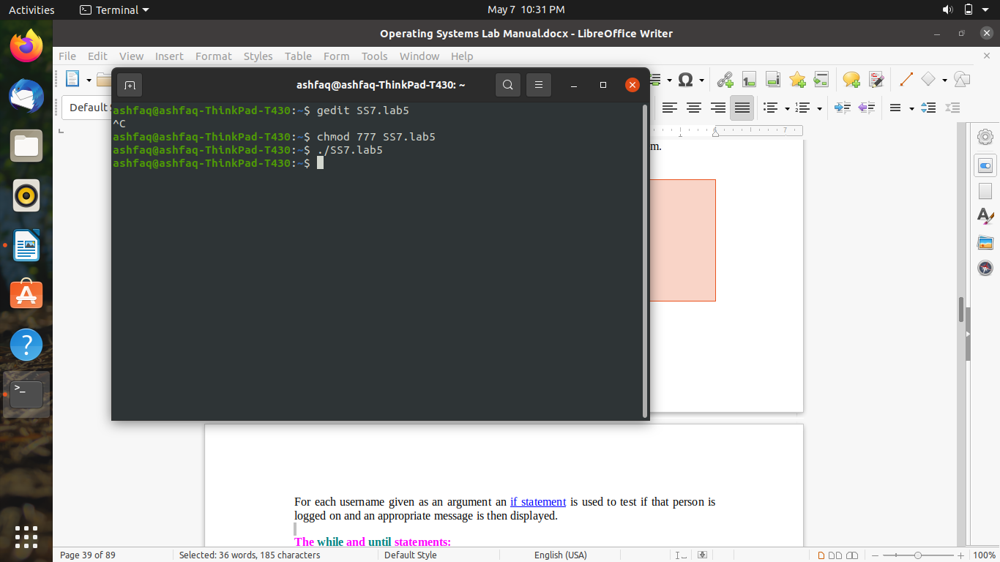 Activities Terminal May 7 10:31 PM
Operating Systems Lab Manual.docx - LibreOffice Writer
File Edit View Insert Format Styles Table Form Tools Window Help
ashfaq@ashfaq-ThinkPad-T430: ~
Default
ashfaq@ashfaq-ThinkPad-T430:~$ gedit SS7.lab5
^C
ashfaq@ashfaq-ThinkPad-T430:~$ chmod 777 SS7.lab5
ashfaq@ashfaq-ThinkPad-T430:~$ ./SS7.lab5
ashfaq@ashfaq-ThinkPad-T430:~$
7
For each username given as an argument an if statement is used to test if that person is
logged on and an appropriate message is then displayed.
The while and until statements:
Page 39 of 89 Selected: 36 words, 185 characters Default Style English (USA) 100%